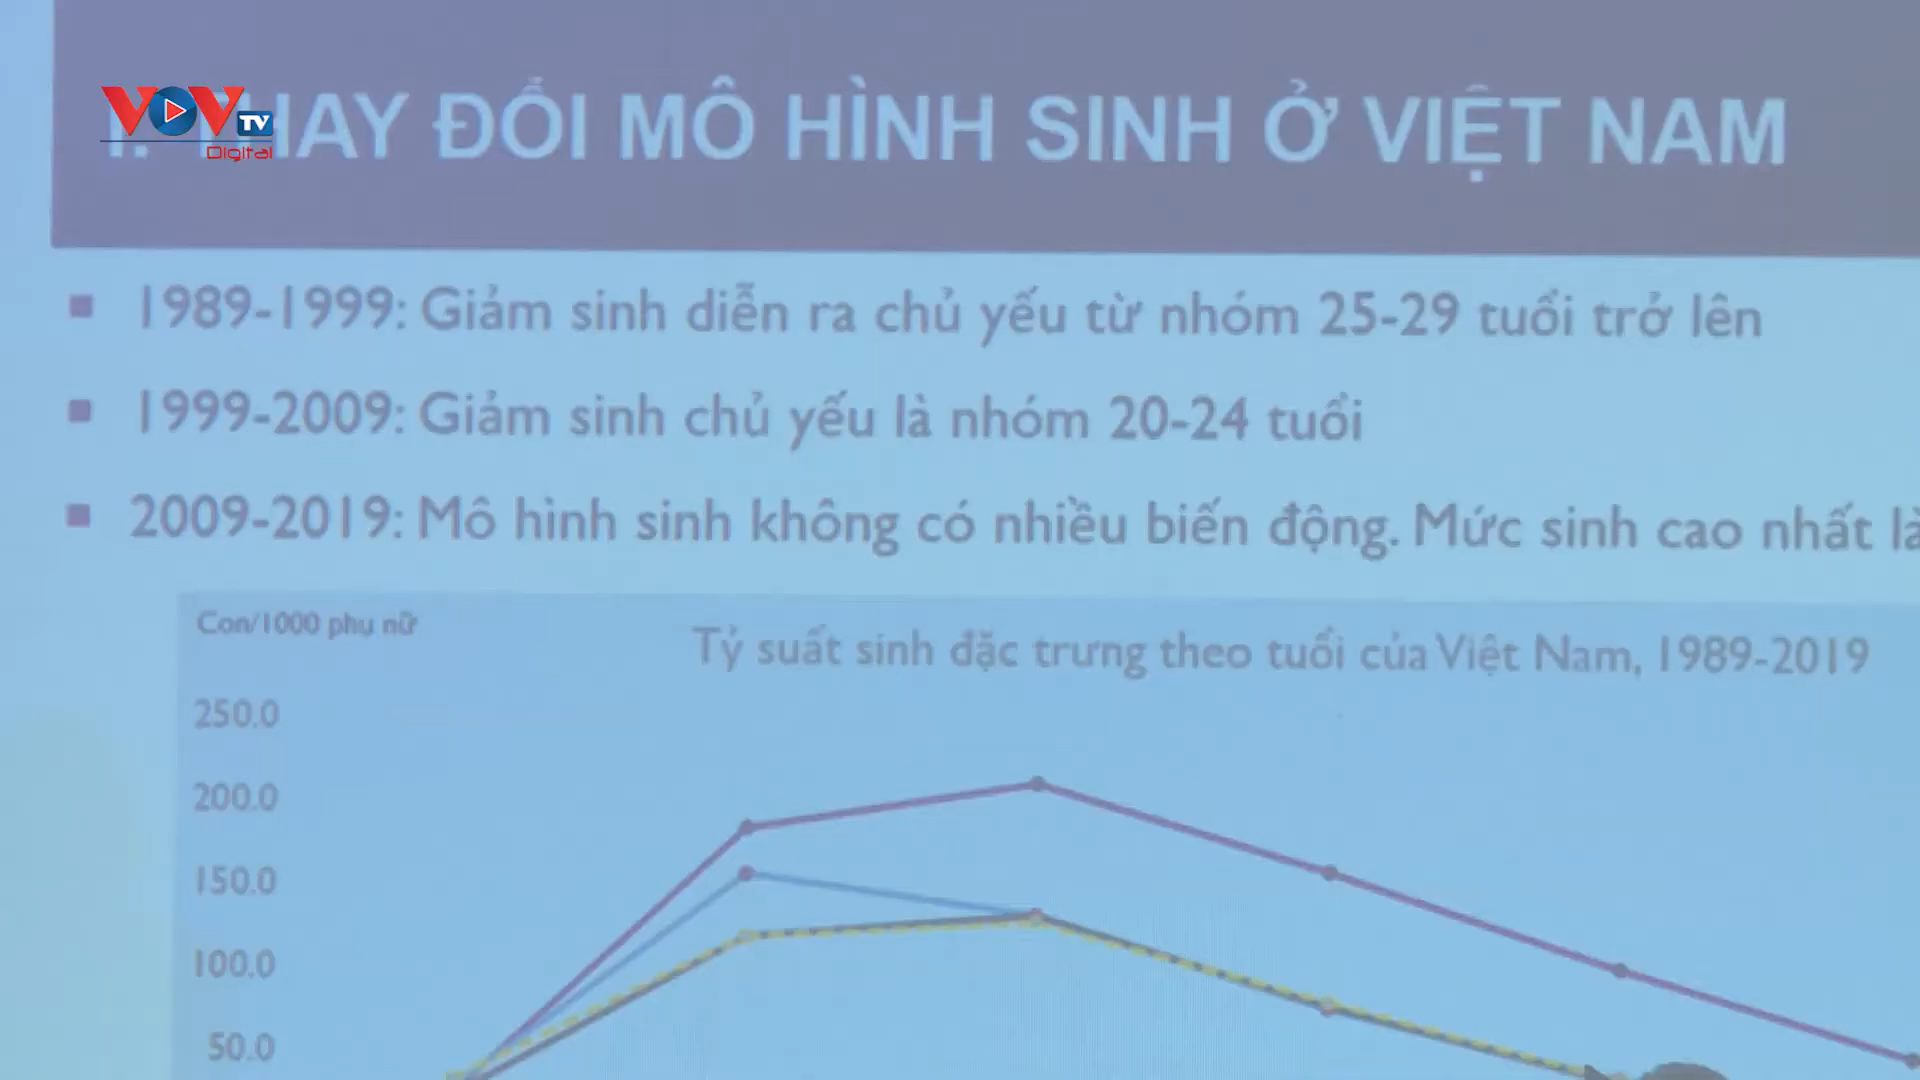 VOV TV
Digital
HAY ĐỔI MÔ HÌNH SINH Ở VIỆT NAM
1989-1999: Giảm sinh diễn ra chủ yếu từ nhóm 25-29 tuổi trở lên
1999-2009: Giảm sinh chủ yếu là nhóm 20-24 tuổi
2009-2019: Mô hình sinh không có nhiều biến động. Mức sinh cao nhất là
Con/1000 phụ nữ
Tỷ suất sinh đặc trưng theo tuổi của Việt Nam, 1989-2019
250.0
200.0
150.0
100.0
50.0